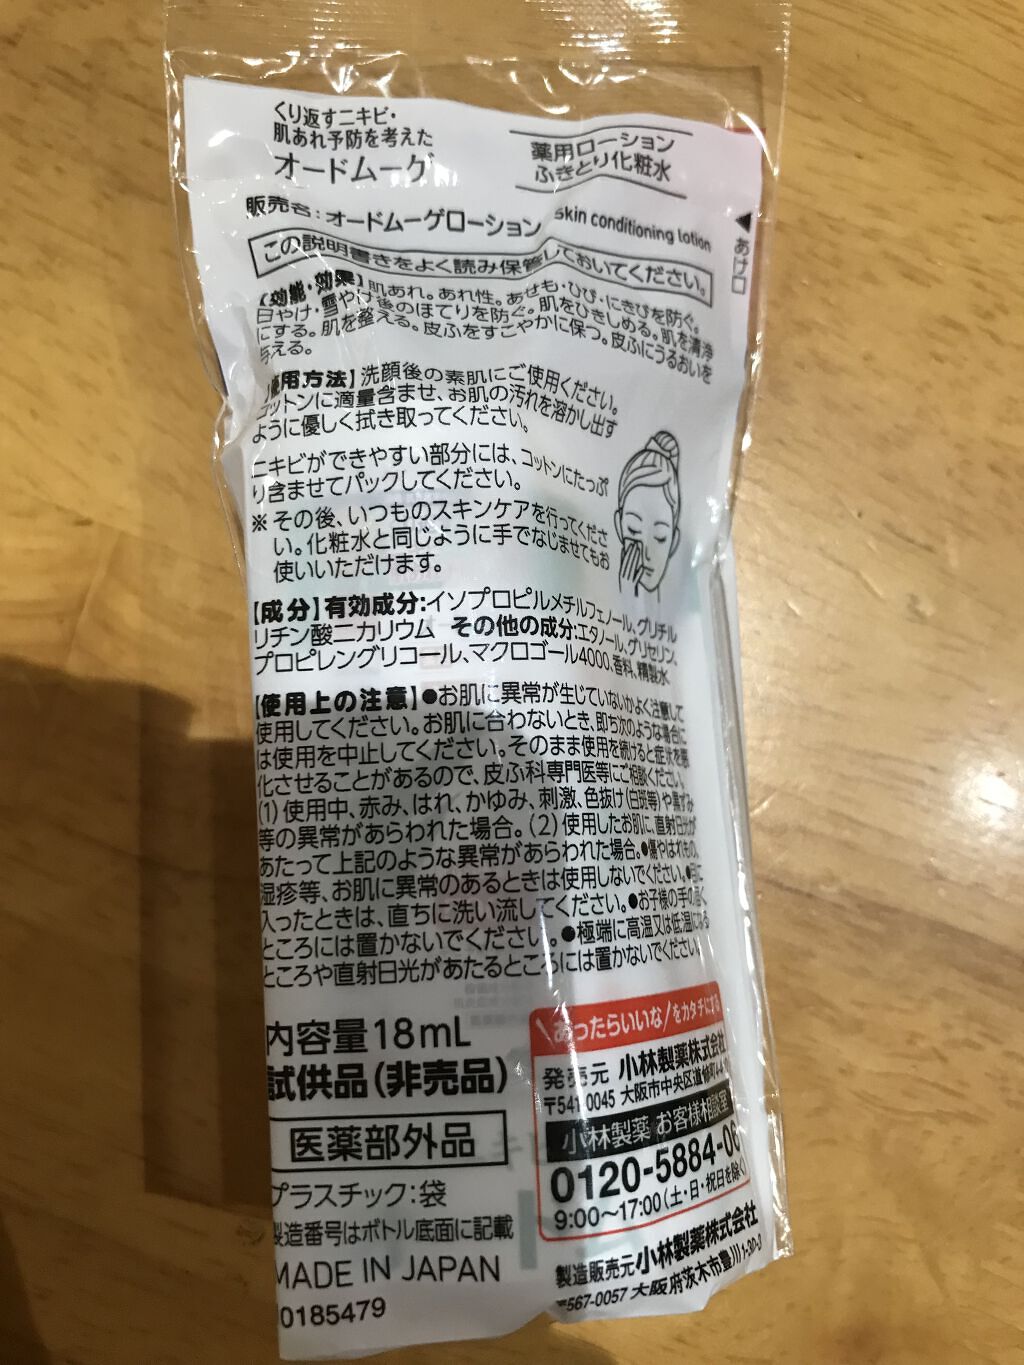 くり返すニキビ・
肌あれ予防を考えた
オードムーゲ
薬用ローション
ふきとり化粧水
販売名：オードムーゲローション
Skin conditioning lotion
◀あけ口
この説明書きをよく読み保管しておいてください。
【効能・効果】肌あれ。あれ性。あせも・ひび・にきびを防ぐ。
日やけ・雪やけ後のほてりを防ぐ。肌をひきしめる。肌を清浄
にする。肌を整える。皮ふをすこやかに保つ。皮ふにうるおいを
与える。
使用方法】洗顔後の素肌にご使用ください。
コットンに適量含ませ、お肌の汚れを溶かし出す
ように優しく拭き取ってください。
ニキビができやすい部分には、コットンにたっぷ
り含ませてパックしてください。
※その後、いつものスキンケアを行ってくださ
い。化粧水と同じように手でなじませてもお
使いいただけます。
【成分】有効成分：イソプロピルメチルフェノール、グリチル
リチン酸二カリウム その他の成分：エタノール、グリセリン、
プロピレングリコール、マクロゴール4000、香料、精製水
【使用上の注意】●お肌に異常が生じていないかよく注意して
使用してください。お肌に合わないとき、即ち次のような場合に
は使用を中止してください。そのまま使用を続けると症状を悪
化させることがあるので、皮ふ科専門医等にご相談ください。
(1)使用中、赤み、はれ、かゆみ、刺激、色抜け(白斑等)や黒ずみ
等の異常があらわれた場合。(2)使用したお肌に、直射日光が
あたって上記のような異常があらわれた場合。●傷やはれもの、
湿疹等、お肌に異常のあるときは使用しないでください。●目に
入ったときは、直ちに洗い流してください。●お子様の手の届く
ところには置かないでください。●極端に高温又は低温になる
ところや直射日光があたるところには置かないでください。
内容量18mL
試供品(非売品)
医薬部外品
プラスチック：袋
製造番号はボトル底面に記載
MADE IN JAPAN
0185479
\あったらいいな/をカタチにする
発売元 小林製薬株式会社
〒541-0045 大阪市中央区道修町4-4-
小林製薬 お客様相談室
0120-5884-0
9:00～17:00(土・日・祝日を除く)
製造販売元 小林製薬株式会社
〒567-0057 大阪府茨木市豊川1-30-3